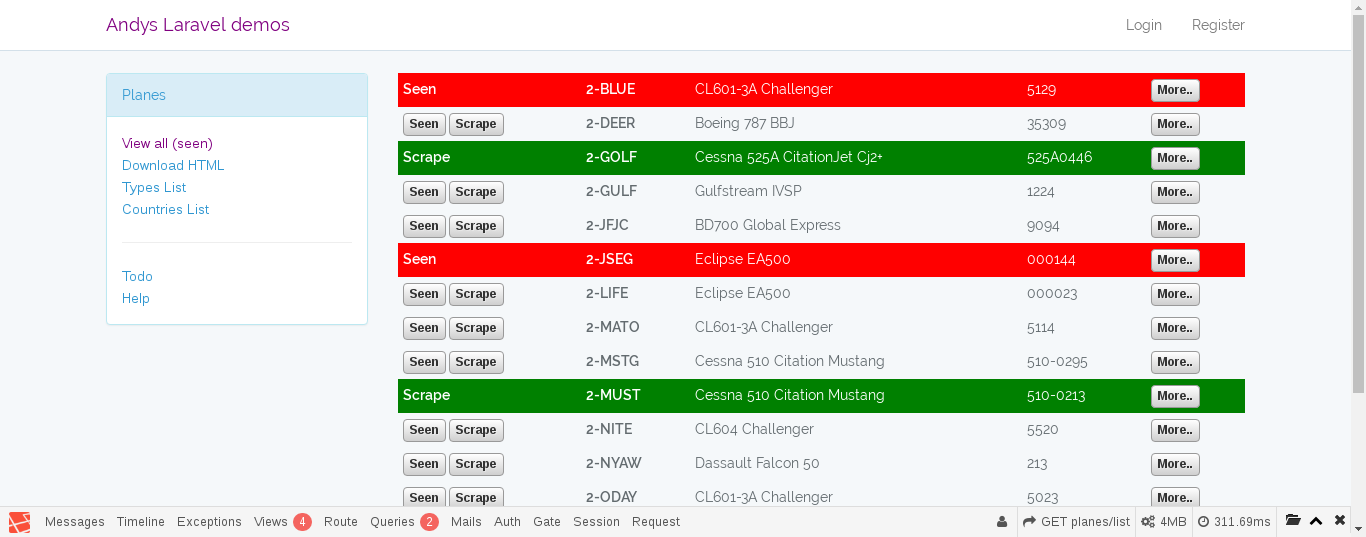 Andys Laravel demos Login Register
Planes
View all (seen)
Download HTML
Types List
Countries List
Todo
Help
Seen 2-BLUE CL601-3A Challenger 5129 More..
Seen Scrape 2-DEER Boeing 787 BBJ 35309 More..
Scrape 2-GOLF Cessna 525A CitationJet Cj2+ 525A0446 More..
Seen Scrape 2-GULF Gulfstream IVSP 1224 More..
Seen Scrape 2-JFJC BD700 Global Express 9094 More..
Seen 2-JSEG Eclipse EA500 000144 More..
Seen Scrape 2-LIFE Eclipse EA500 000023 More..
Seen Scrape 2-MATO CL601-3A Challenger 5114 More..
Seen Scrape 2-MSTG Cessna 510 Citation Mustang 510-0295 More..
Scrape 2-MUST Cessna 510 Citation Mustang 510-0213 More..
Seen Scrape 2-NITE CL604 Challenger 5520 More..
Seen Scrape 2-NYAW Dassault Falcon 50 213 More..
Seen Scrape 2-ODAY CL601-3A Challenger 5023 More..
Messages Timeline Exceptions Views 4 Route Queries 2 Mails Auth Gate Session Request GET planes/list 4MB 311.69ms